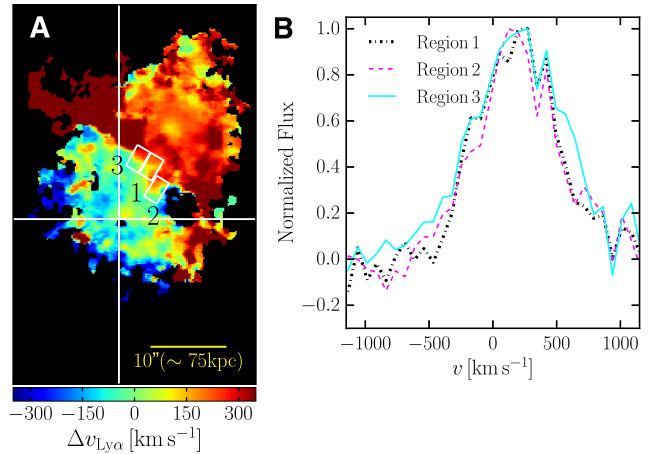 A
3
1
2
10”(∼ 75kpc)
−300 −150 0 150 300
Δv Lyα [km s−1]
B
Region 1
Region 2
Region 3
Normalized Flux
1.0
0.8
0.6
0.4
0.2
0.0
−0.2
−1000 −500 0 500 1000
v [km s−1]